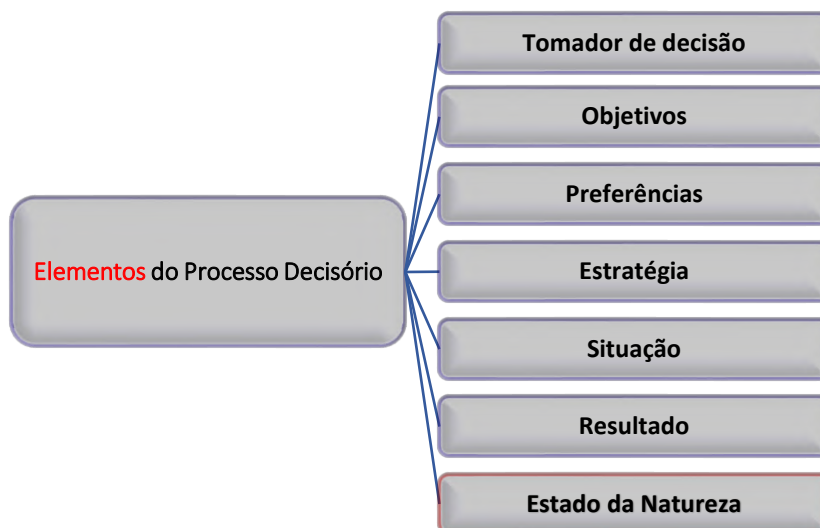 Elementos do Processo Decisório
Tomador de decisão
Objetivos
Preferências
Estratégia
Situação
Resultado
Estado da Natureza